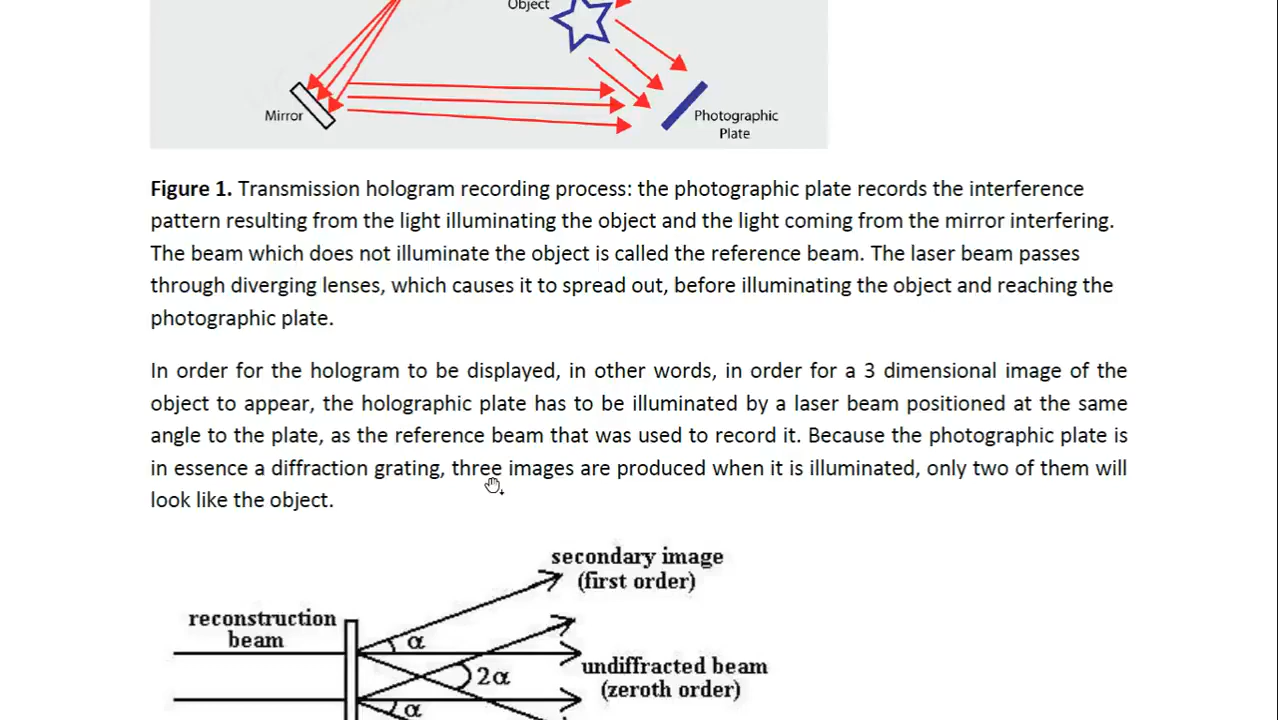 Object
Mirror
Photographic
Plate
Figure 1. Transmission hologram recording process: the photographic plate records the interference
pattern resulting from the light illuminating the object and the light coming from the mirror interfering.
The beam which does not illuminate the object is called the reference beam. The laser beam passes
through diverging lenses, which causes it to spread out, before illuminating the object and reaching the
photographic plate.
In order for the hologram to be displayed, in other words, in order for a 3 dimensional image of the
object to appear, the holographic plate has to be illuminated by a laser beam positioned at the same
angle to the plate, as the reference beam that was used to record it. Because the photographic plate is
in essence a diffraction grating, three images are produced when it is illuminated, only two of them will
look like the object.
secondary image
(first order)
reconstruction
beam
α
undiffracted beam
2α
(zeroth order)
α